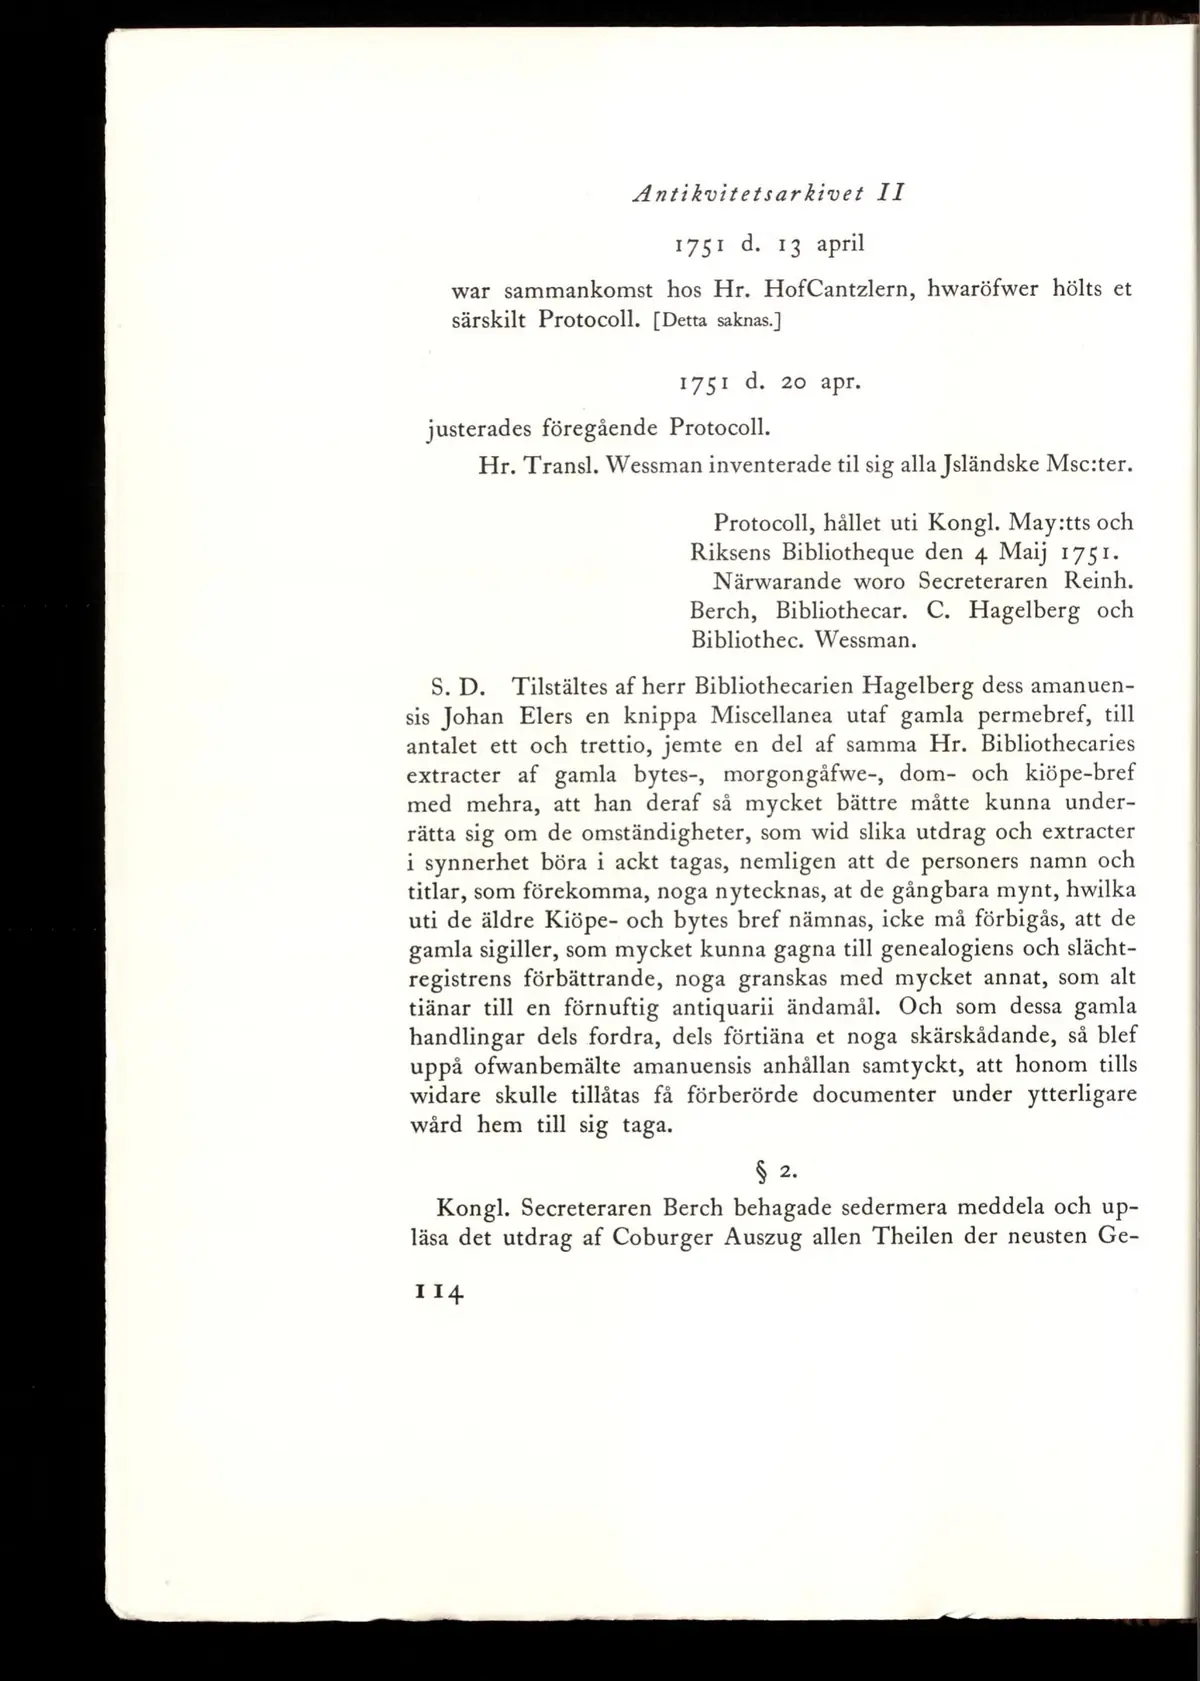 Antikvitetsarkivet II
1751 d. 13 april
war sammankomst hos Hr. HofCantzlern, hwaröfwer hölts et
särskilt Protocoll. [Detta saknas.]
1751 d. 20 apr.
justerades föregående Protocoll.
Hr. Transl. Wessman inventerade til sig alla Jsländske Msc:ter.
Protocoll, hållet uti Kongl. May:tts och
Riksens Bibliotheque den 4 Maij 1751.
Närwarande woro Secreteraren Reinh.
Berch, Bibliothecar. C. Hagelberg och
Bibliothec. Wessman.
S. D. Tilstältes af herr Bibliothecarien Hagelberg dess amanuen-
sis Johan Elers en knippa Miscellanea utaf gamla permebref, till
antalet ett och trettio, jemte en del af samma Hr. Bibliothecaries
extracter af gamla bytes-, morgongåfwe-, dom- och kiöpe-bref
med mehra, att han deraf så mycket bättre måtte kunna under-
rätta sig om de omständigheter, som wid slika utdrag och extracter
i synnerhet böra i ackt tagas, nemligen att de personers namn och
titlar, som förekomma, noga nytecknas, at de gångbara mynt, hwilka
uti de äldre Kiöpe- och bytes bref nämnas, icke må förbigås, att de
gamla sigiller, som mycket kunna gagna till genealogiens och slächt-
registrens förbättrande, noga granskas med mycket annat, som alt
tiänar till en förnuftig antiquarii ändamål. Och som dessa gamla
handlingar dels fordra, dels förtiäna et noga skärskådande, så blef
uppå ofwanbemälte amanuensis anhållan samtyckt, att honom tills
widare skulle tillåtas få förberörde documenter under ytterligare
wård hem till sig taga.
§ 2.
Kongl. Secreteraren Berch behagade sedermera meddela och up-
läsa det utdrag af Coburger Auszug allen Theilen der neusten Ge-
114